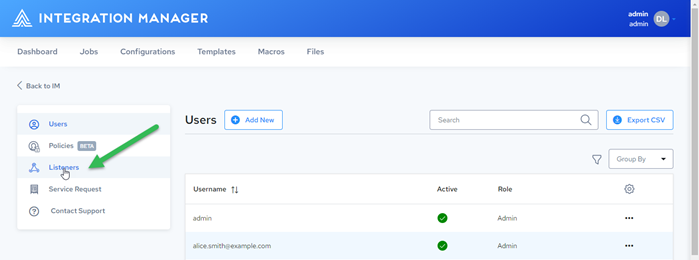 INTEGRATION MANAGER
admin
admin
DL
Dashboard Jobs Configurations Templates Macros Files
Back to IM
Users
Policies BETA
Listeners
Service Request
Contact Support
Users Add New Search Export CSV
Group By
Username Active Role
admin Admin
alice.smith@example.com Admin